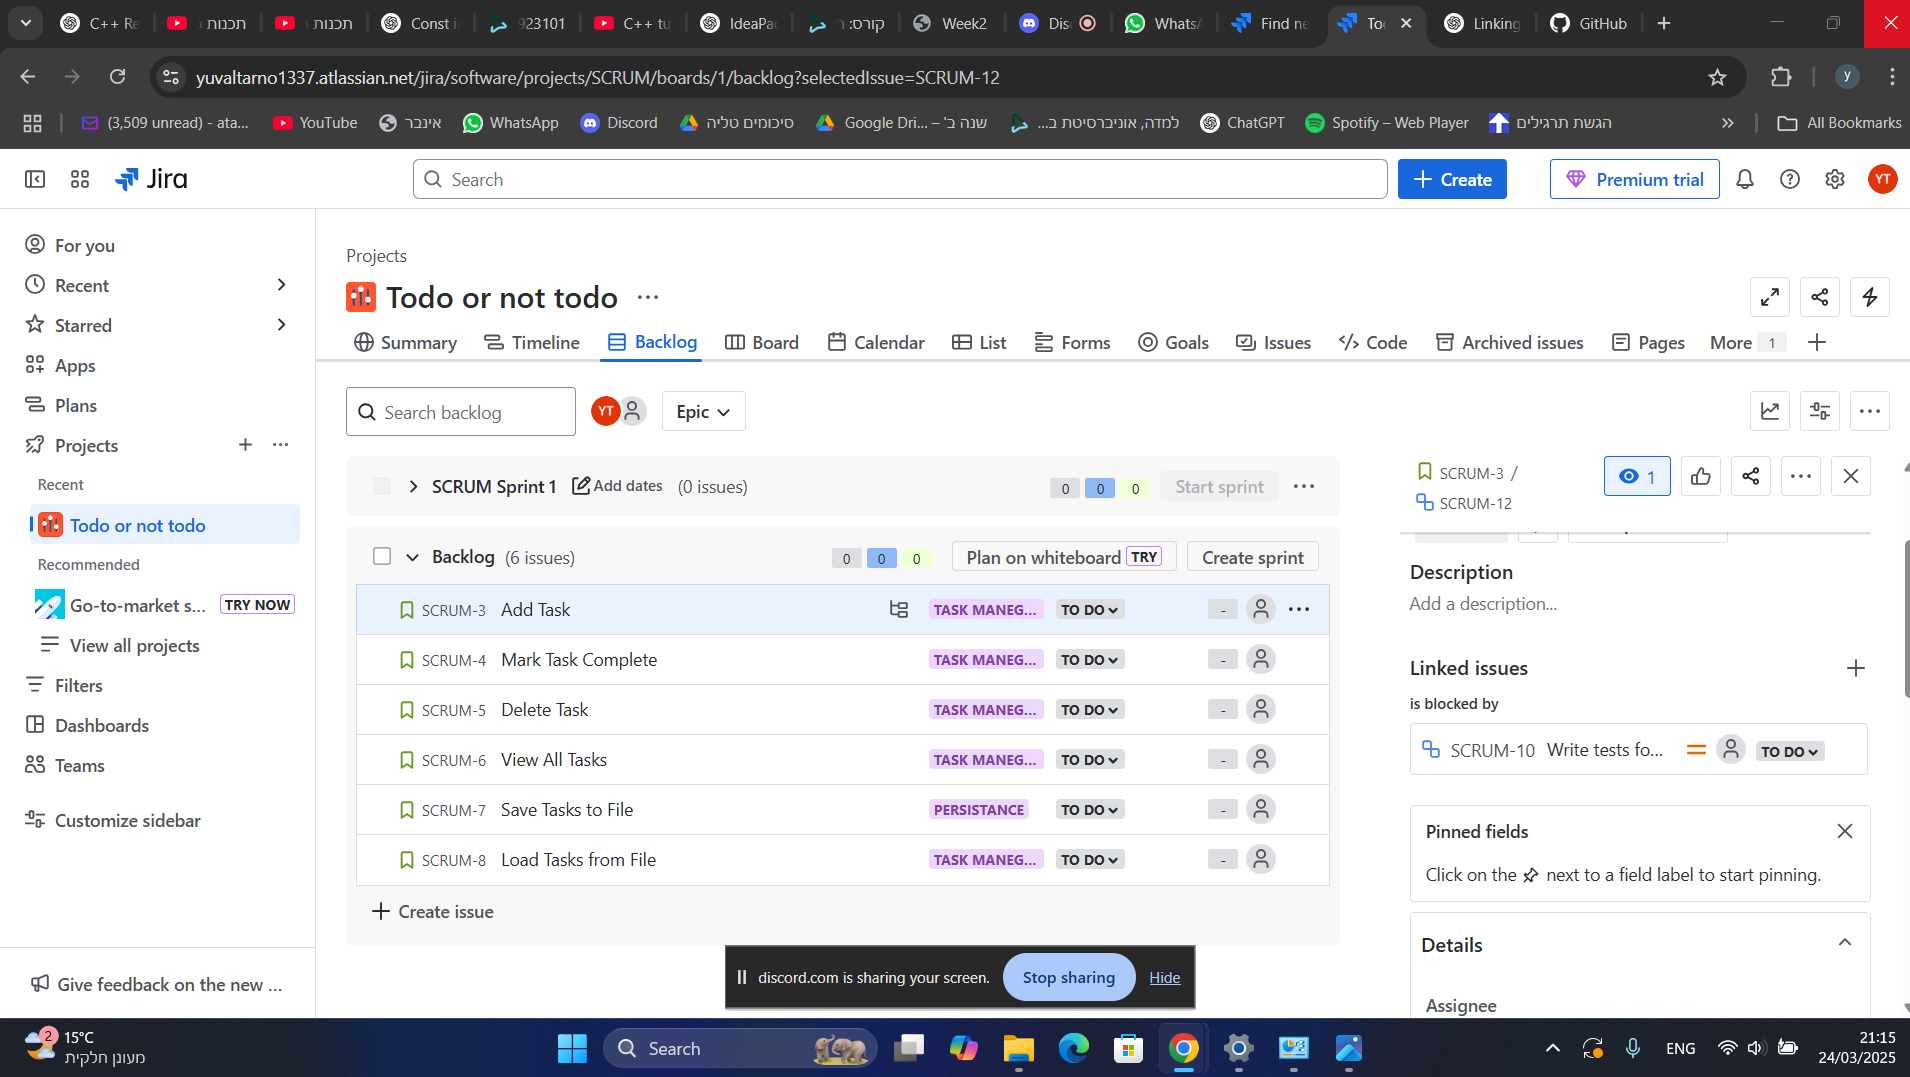 C++ Re
תכנות
תכנות
Const i
923101
C++ tu
IdeaPa
קורס: ר
Week2
Dis
Whats
Find ne
To
Linking
GitHub
yuvaltarno1337.atlassian.net/jira/software/projects/SCRUM/boards/1/backlog?selectedIssue=SCRUM-12
y
(3,509 unread) - ata...
YouTube
אינבר
WhatsApp
Discord
סיכומים טליה
Google Dri... – 'שנה ב
למדה, אוניברסיטת ב...
ChatGPT
Spotify – Web Player
הגשת תרגילים
»
All Bookmarks
Jira
Search
Create
Premium trial
YT
For you
Recent
Starred
Apps
Plans
Projects
Recent
Todo or not todo
Recommended
Go-to-market s...
TRY NOW
View all projects
Filters
Dashboards
Teams
Customize sidebar
Give feedback on the new ...
Projects
Todo or not todo
Summary
Timeline
Backlog
Board
Calendar
List
Forms
Goals
Issues
Code
Archived issues
Pages
More 1
Search backlog
YT
Epic
SCRUM Sprint 1 Add dates (0 issues)
0 0 0
Start sprint
Backlog (6 issues)
0 0 0
Plan on whiteboard TRY
Create sprint
SCRUM-3 Add Task TASK MANEG... TO DO -
SCRUM-4 Mark Task Complete TASK MANEG... TO DO -
SCRUM-5 Delete Task TASK MANEG... TO DO -
SCRUM-6 View All Tasks TASK MANEG... TO DO -
SCRUM-7 Save Tasks to File PERSISTANCE TO DO -
SCRUM-8 Load Tasks from File TASK MANEG... TO DO -
Create issue
SCRUM-3 /
SCRUM-12
1
Description
Add a description...
Linked issues
is blocked by
SCRUM-10 Write tests fo... TO DO
Pinned fields
Click on the next to a field label to start pinning.
Details
Assignee
discord.com is sharing your screen.
Stop sharing
Hide
2
15°C
מעונן חלקית
Search
ENG
21:15
24/03/2025